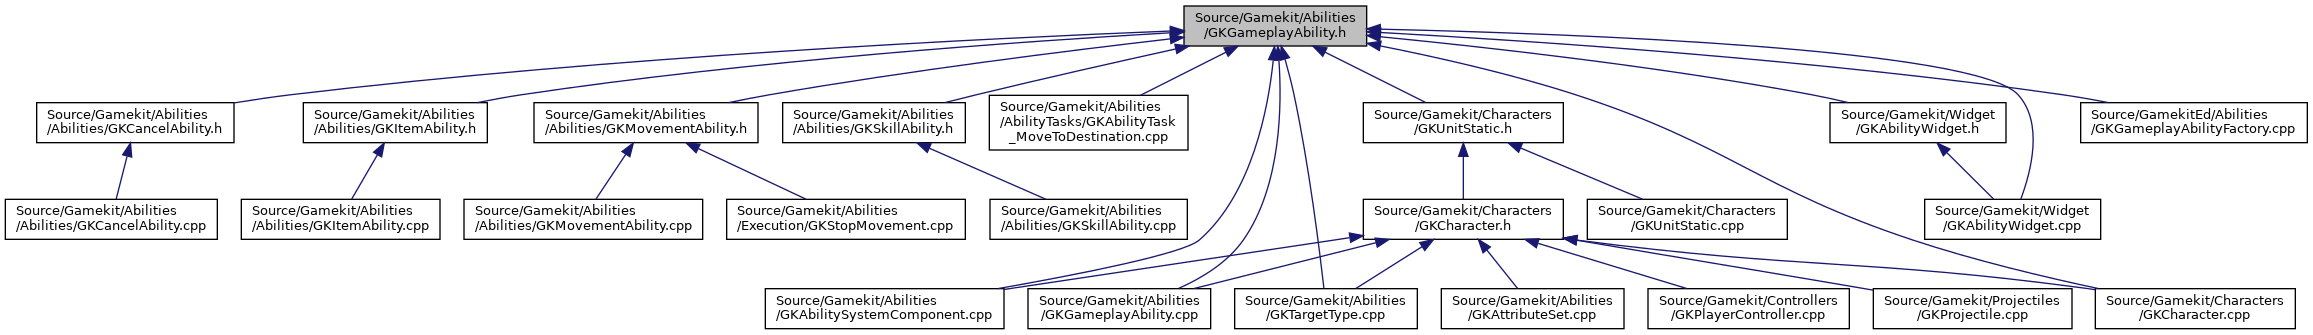 Source/Gamekit/Abilities
/GKGameplayAbility.h
Source/Gamekit/Abilities
/Abilities/GKCancelAbility.h
Source/Gamekit/Abilities
/Abilities/GKItemAbility.h
Source/Gamekit/Abilities
/Abilities/GKMovementAbility.h
Source/Gamekit/Abilities
/Abilities/GKSkillAbility.h
Source/Gamekit/Abilities
/AbilityTasks/GKAbilityTask
_MoveToDestination.cpp
Source/Gamekit/Characters
/GKUnitStatic.h
Source/Gamekit/Widget
/GKAbilityWidget.h
Source/GamekitEd/Abilities
/GKGameplayAbilityFactory.cpp
Source/Gamekit/Abilities
/Abilities/GKCancelAbility.cpp
Source/Gamekit/Abilities
/Abilities/GKItemAbility.cpp
Source/Gamekit/Abilities
/Abilities/GKMovementAbility.cpp
Source/Gamekit/Abilities
/Execution/GKStopMovement.cpp
Source/Gamekit/Abilities
/Abilities/GKSkillAbility.cpp
Source/Gamekit/Characters
/GKCharacter.h
Source/Gamekit/Characters
/GKUnitStatic.cpp
Source/Gamekit/Widget
/GKAbilityWidget.cpp
Source/Gamekit/Abilities
/GKAbilitySystemComponent.cpp
Source/Gamekit/Abilities
/GKGameplayAbility.cpp
Source/Gamekit/Abilities
/GKTargetType.cpp
Source/Gamekit/Abilities
/GKAttributeSet.cpp
Source/Gamekit/Controllers
/GKPlayerController.cpp
Source/Gamekit/Projectiles
/GKProjectile.cpp
Source/Gamekit/Characters
/GKCharacter.cpp